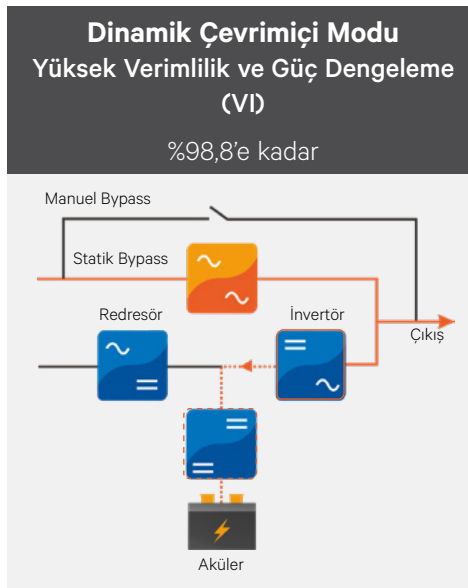 Dinamik Çevrimiçi Modu
Yüksek Verimlilik ve Güç Dengeleme
(VI)
%98,8’e kadar
Manuel Bypass
Statik Bypass
Redresör
İnvertör
Çıkış
Aküler